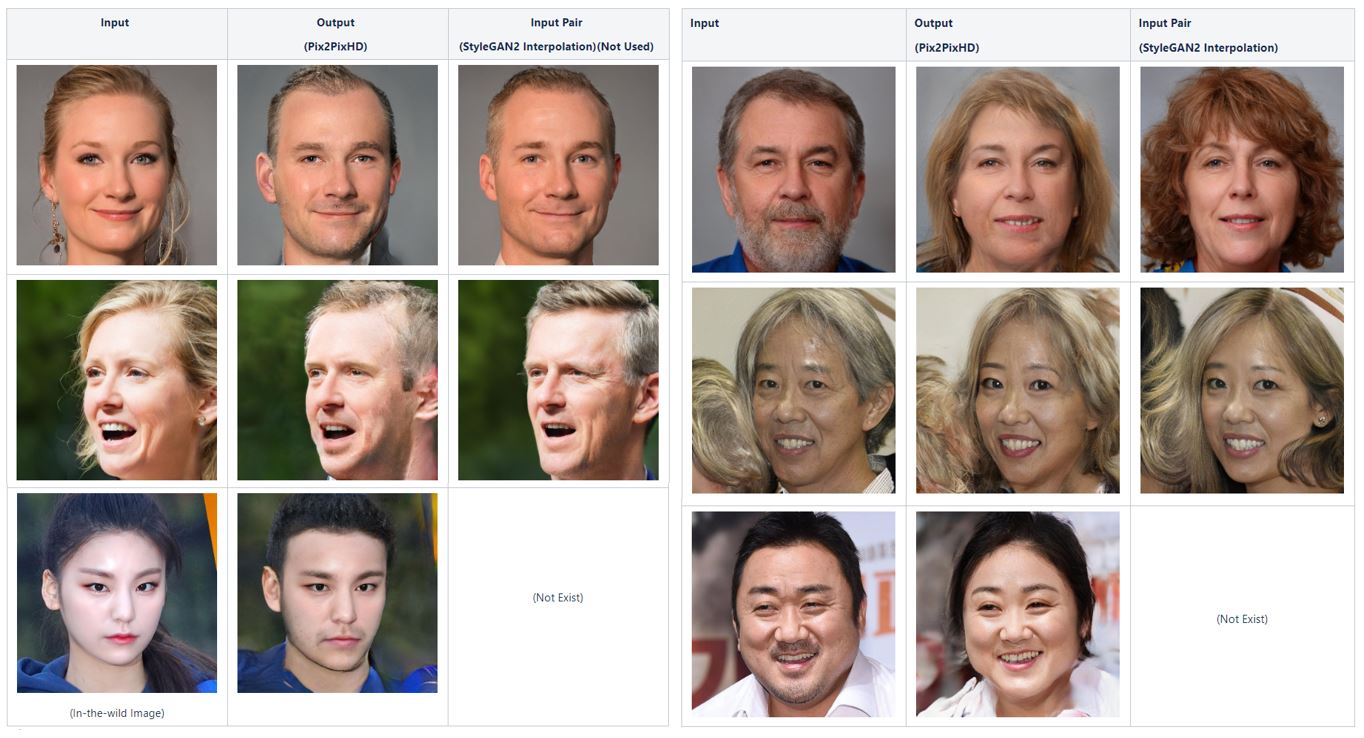 Input
Output
(Pix2PixHD)
Input Pair
(StyleGAN2 Interpolation)(Not Used)
(Not Exist)
(In-the-wild Image)
Input
Output
(Pix2PixHD)
Input Pair
(StyleGAN2 Interpolation)
(Not Exist)